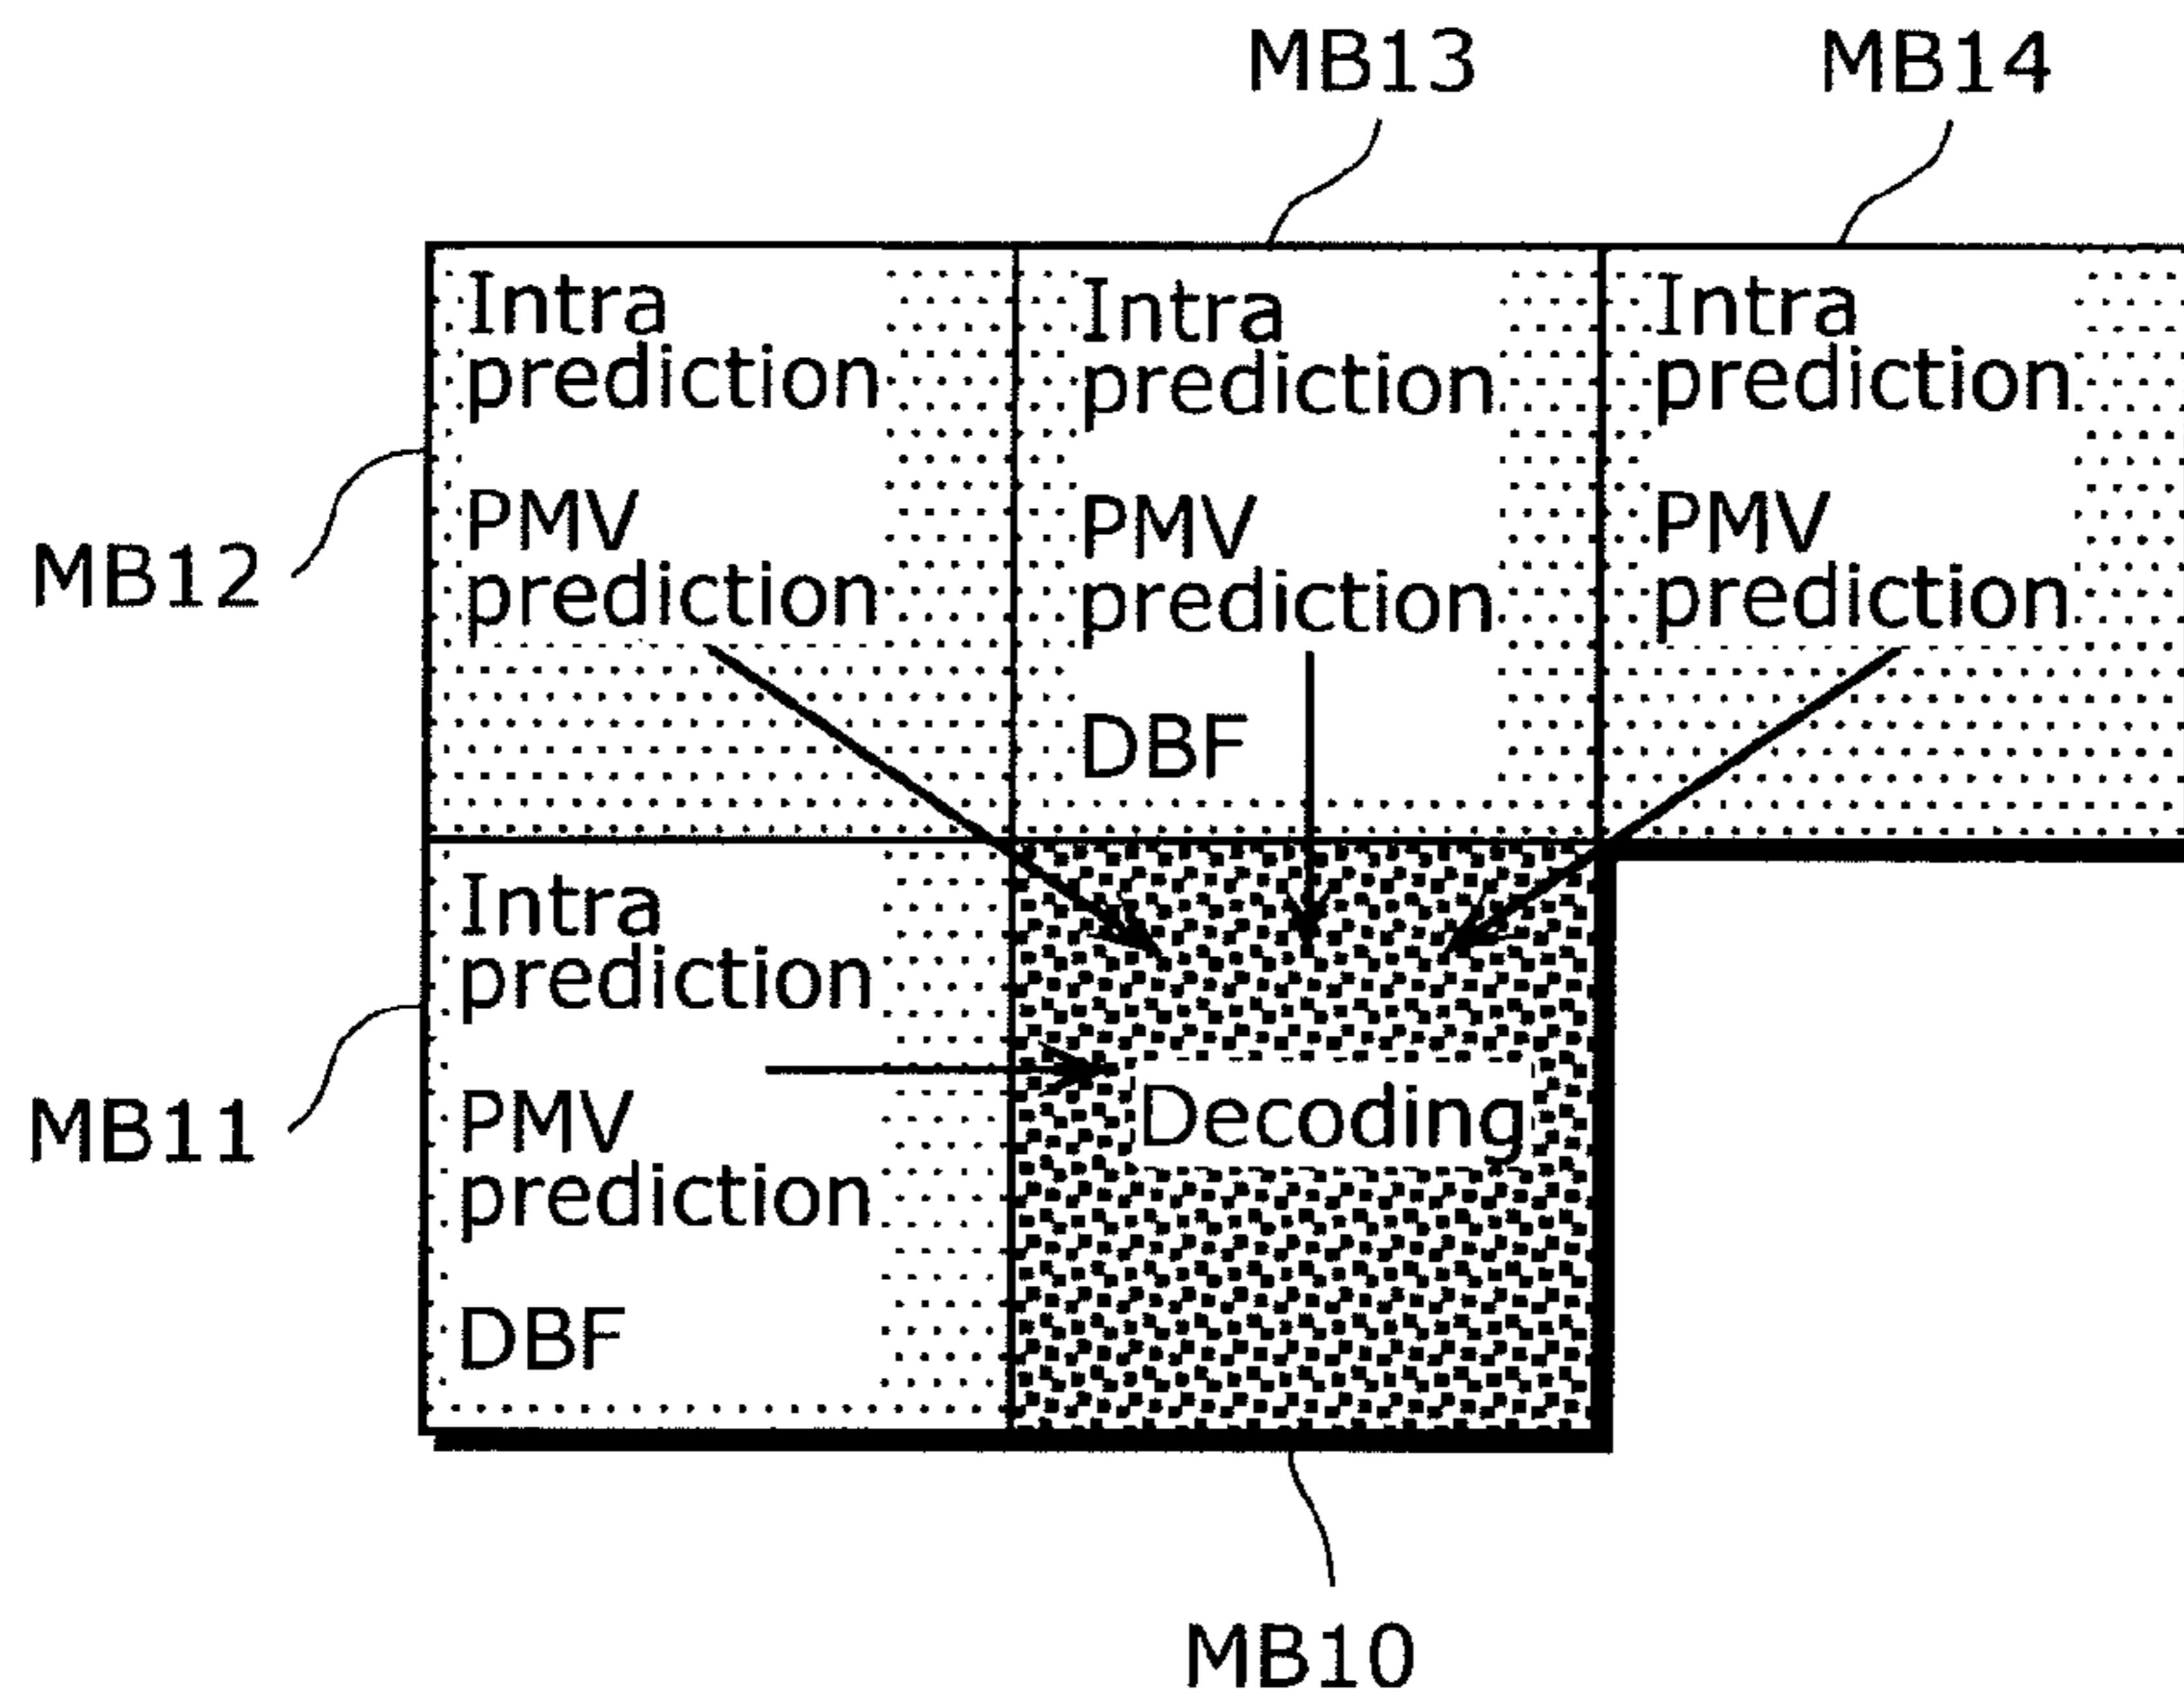 MB13
MB14
Intra
prediction
PMV
prediction
Intra
prediction
PMV
prediction
DBF
Intra
prediction
PMV
prediction
MB12
Intra
prediction
PMV
prediction
DBF
Decoding
MB11
MB10